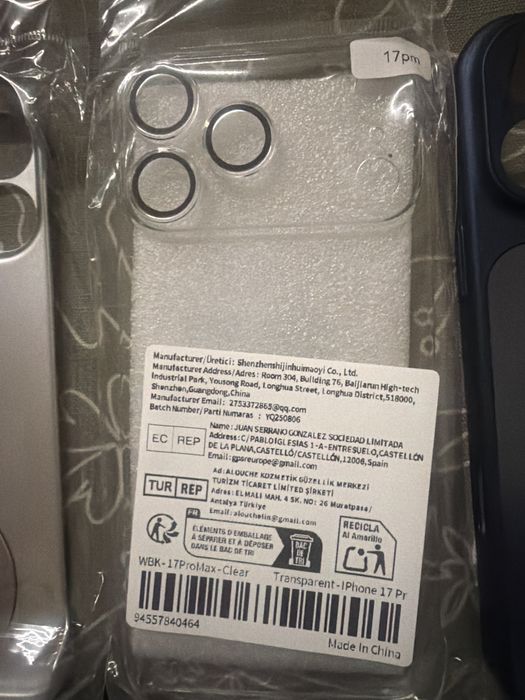 17pm
Manufacturer/Üretici: Shenzhenshijinhuimaoyi Co., Ltd.
Manufacturer Address/Adres: Room 304, Building 76, Baijiarun High-tech
Industrial Park, Yousong Road, Longhua Street, Longhua District,518000,
Shenzhen,Guangdong,China
Manufacturer Email: 2753372865@qq.com
Batch Number/Parti Numaras : YQ250806
EC REP
Name: JUAN SERRANO GONZALEZ SOCIEDAD LIMITADA
Address: C/PABLO IGLESIAS 1-A-ENTRESUELO,CASTELLÓN
DE LA PLANA,CASTELLÓ/CASTELLÓN,12006,Spain
Email: gpsreurope@gmail.com
TUR REP
Ad: ALOUCHE KOZMETİK GÜZELLİK MERKEZİ
TURİZM TİCARET LİMİTED ŞİRKETİ
Adres: ELMALI MAH. 4 SK. NO: 26 Muratpaşa/
Antalya Türkiye
Email: alouchelin@gmail.com
FR
ÉLÉMENTS D'EMBALLAGE
À SÉPARER ET À DÉPOSER
DANS LE BAC DE TRI
BAC
DE
TRI
RECICLA
Al Amarillo
WBK-17ProMax-Clear
Transparent-IPhone 17 Pr
94557840464
Made In China